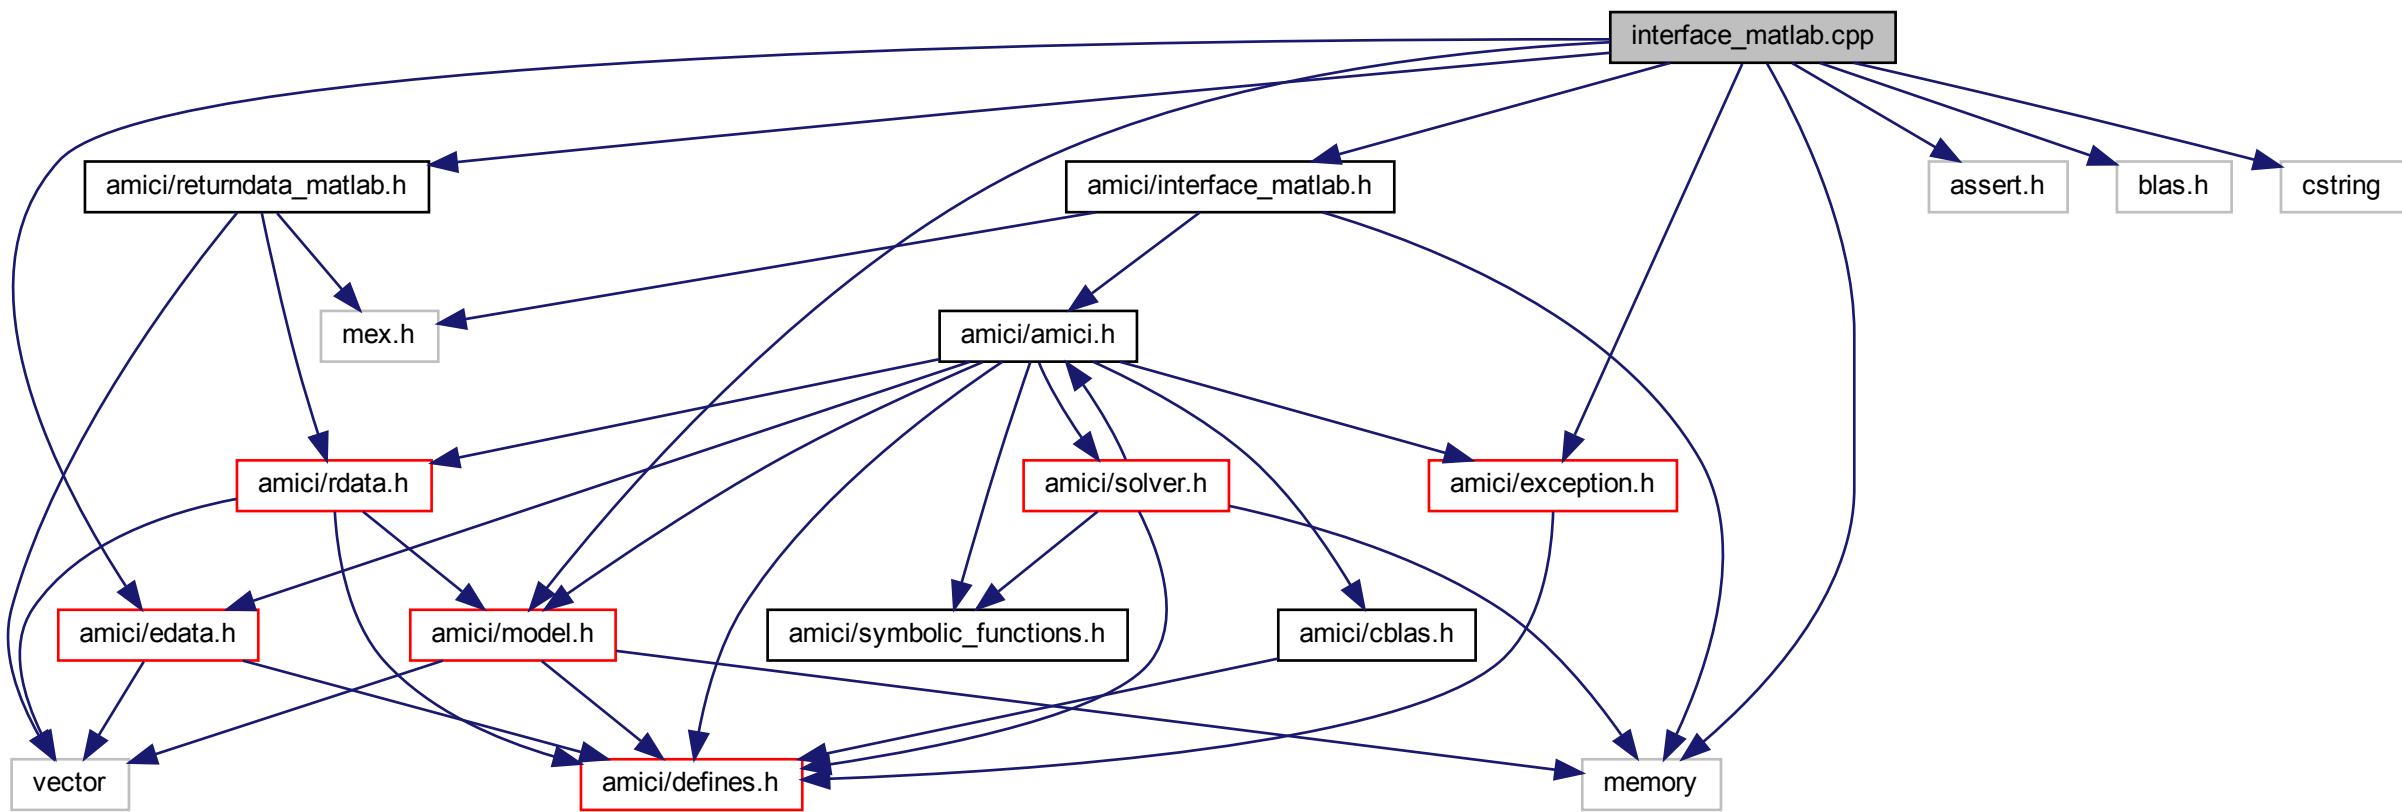 interface_matlab.cpp
amici/returndata_matlab.h
amici/interface_matlab.h
assert.h
blas.h
cstring
mex.h
amici/amici.h
amici/rdata.h
amici/solver.h
amici/exception.h
amici/edata.h
amici/model.h
amici/symbolic_functions.h
amici/cblas.h
vector
amici/defines.h
memory